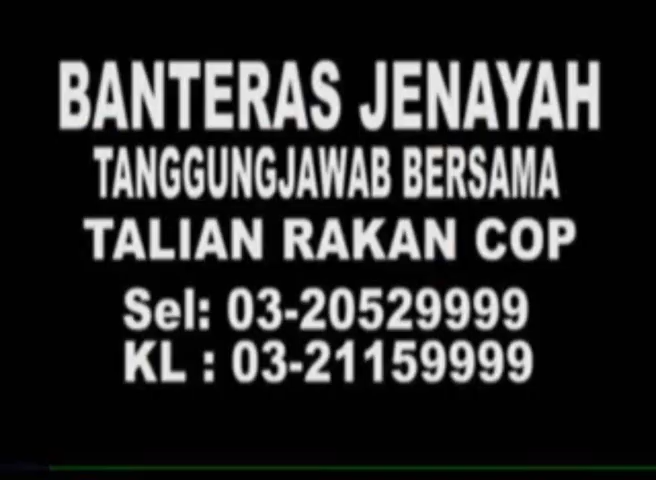 BANTERAS JENAYAH
TANGGUNGJAWAB BERSAMA
TALIAN RAKAN COP
Sel: 03-20529999
KL : 03-21159999